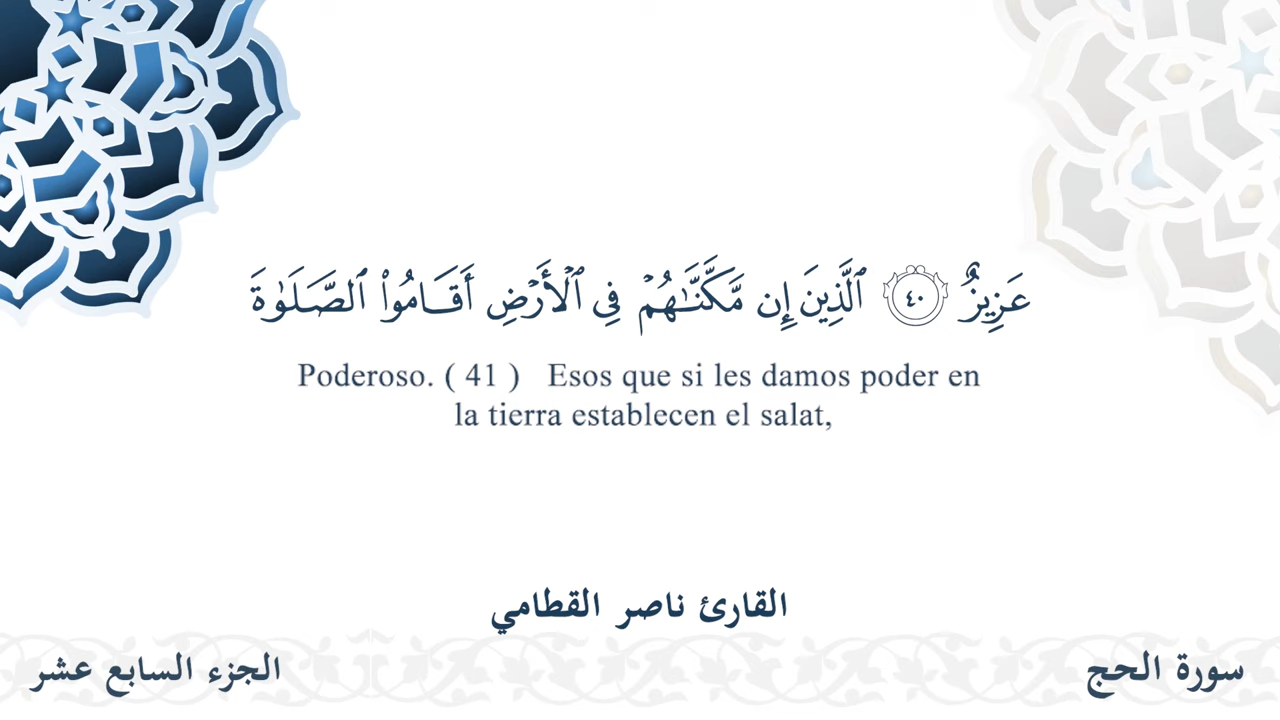 عَزِيزٌ ٤٠ ٱلَّذِينَ إِن مَّكَّنَّـٰهُمْ فِي ٱلْأَرْضِ أَقَامُوا۟ ٱلصَّلَوٰةَ
Poderoso. ( 41 ) Esos que si les damos poder en
la tierra establecen el salat,
القارئ ناصر القطامي
سورة الحج
الجزء السابع عشر